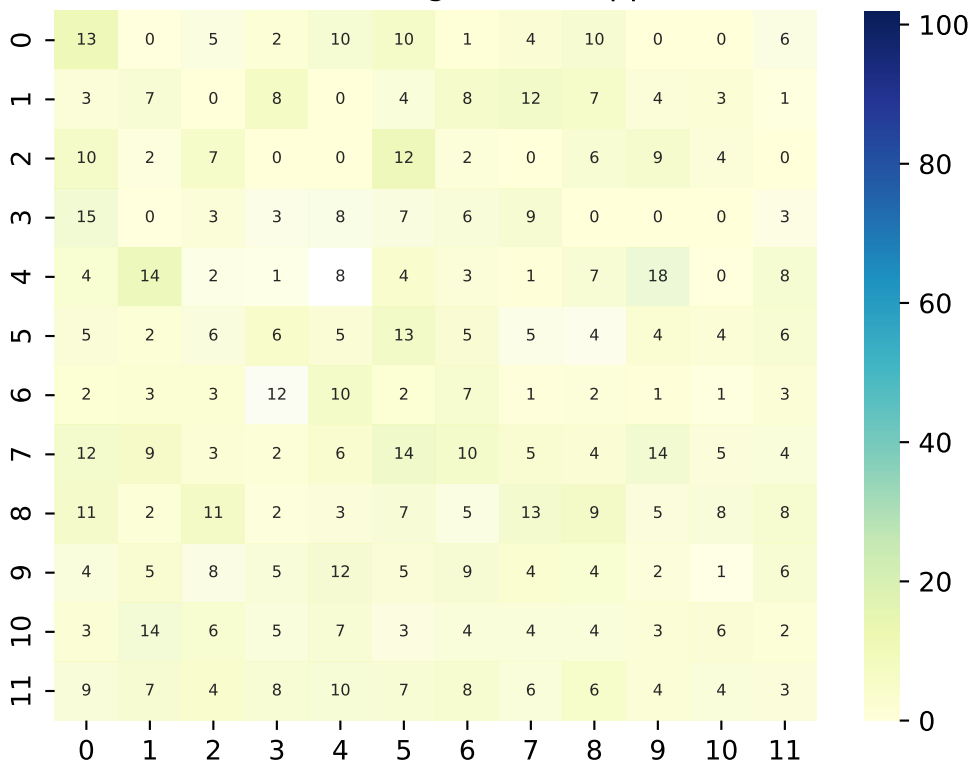 0 13 0 5 2 10 10 1 4 10 0 0 6
1 3 7 0 8 0 4 8 12 7 4 3 1
2 10 2 7 0 0 12 2 0 6 9 4 0
3 15 0 3 3 8 7 6 9 0 0 0 3
4 4 14 2 1 8 4 3 1 7 18 0 8
5 5 2 6 6 5 13 5 5 4 4 4 6
6 2 3 3 12 10 2 7 1 2 1 1 3
7 12 9 3 2 6 14 10 5 4 14 5 4
8 11 2 11 2 3 7 5 13 9 5 8 8
9 4 5 8 5 12 5 9 4 4 2 1 6
10 3 14 6 5 7 3 4 4 4 3 6 2
11 9 7 4 8 10 7 8 6 6 4 4 3
0 1 2 3 4 5 6 7 8 9 10 11
100
80
60
40
20
0